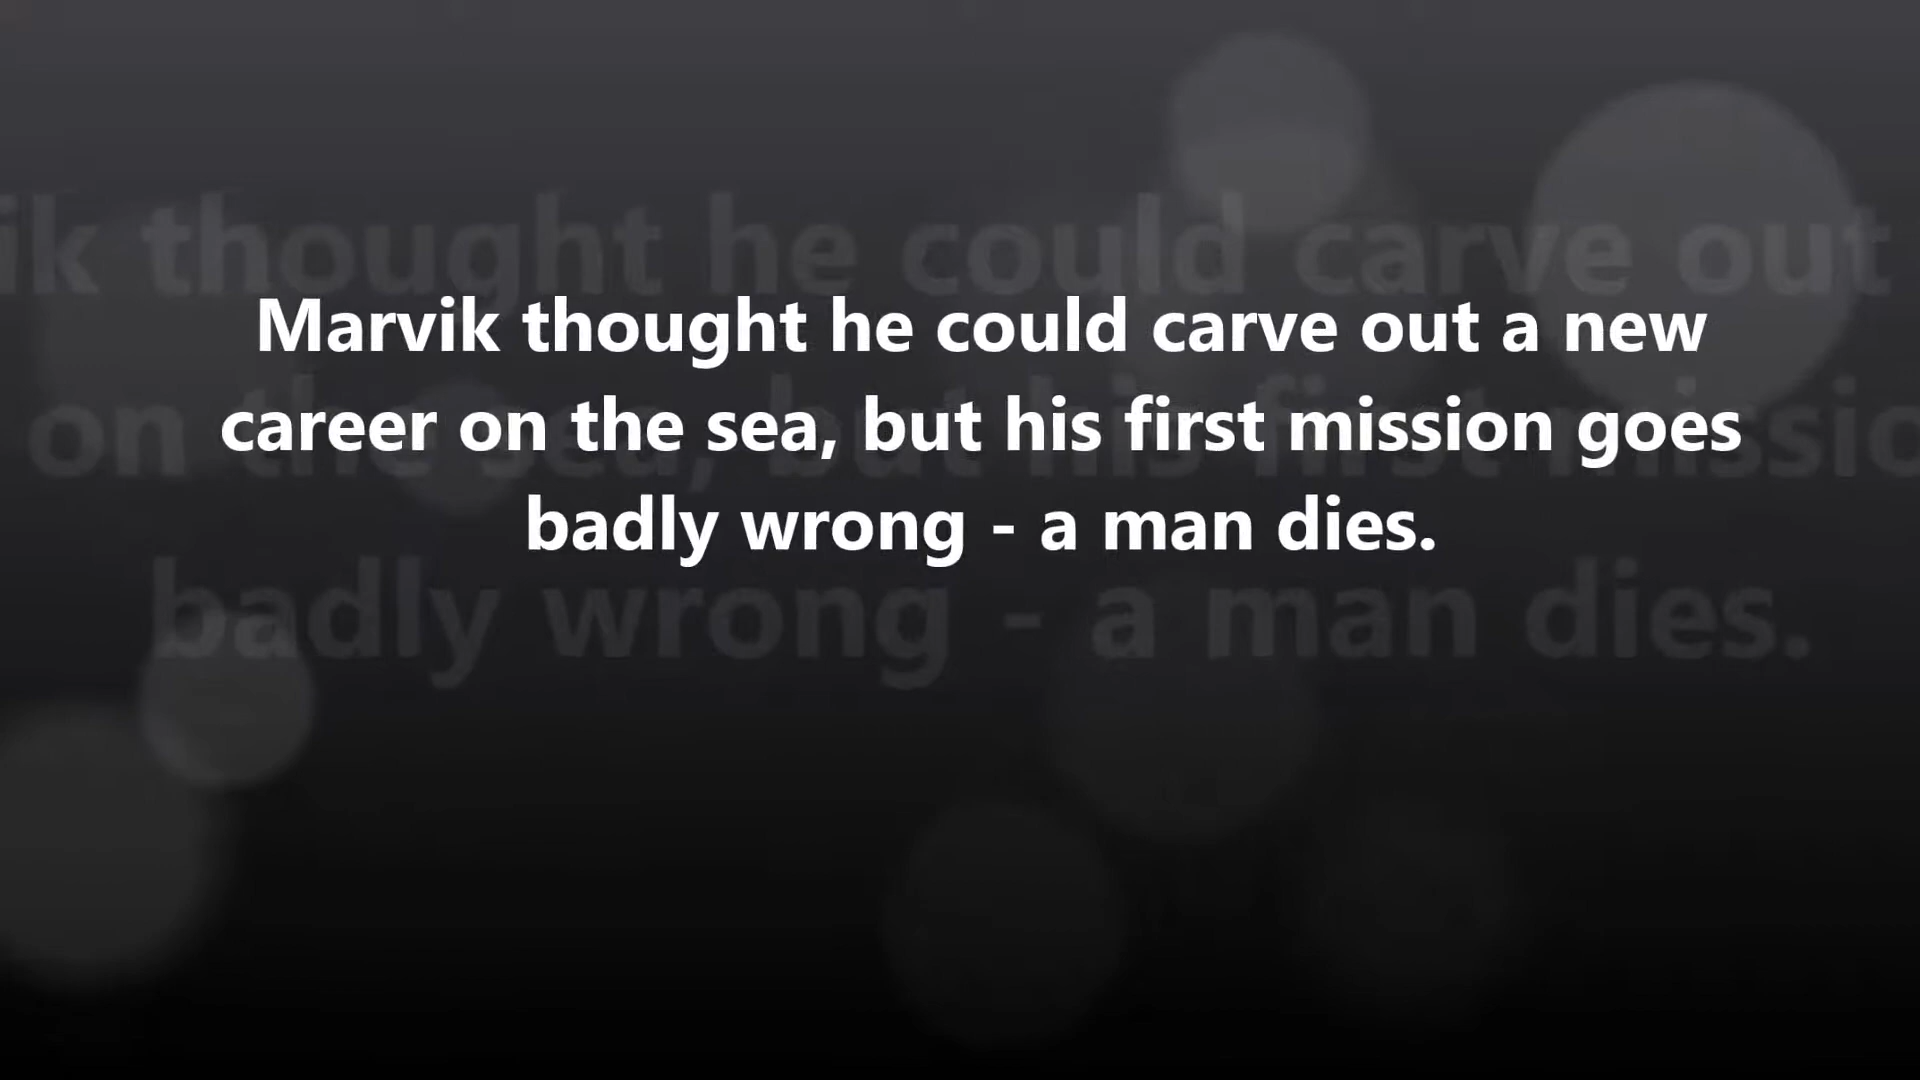 Marvik thought he could carve out a new
career on the sea, but his first mission goes
badly wrong - a man dies.